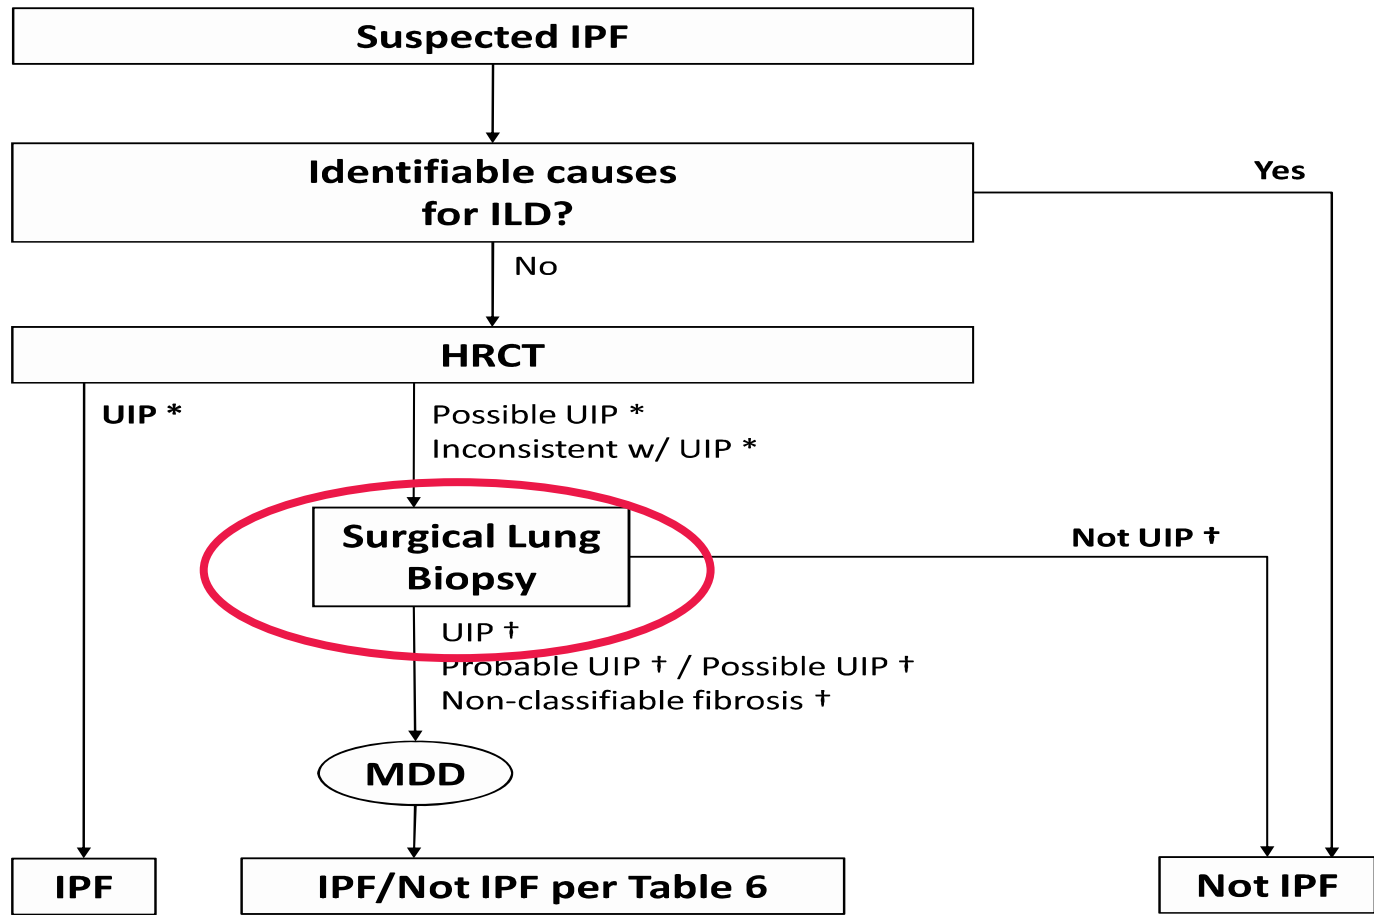 Suspected IPF
Identifiable causes
for ILD?
Yes
No
HRCT
UIP *
Possible UIP *
Inconsistent w/ UIP *
Surgical Lung
Biopsy
Not UIP †
UIP †
Probable UIP † / Possible UIP †
Non-classifiable fibrosis †
MDD
IPF
IPF/Not IPF per Table 6
Not IPF